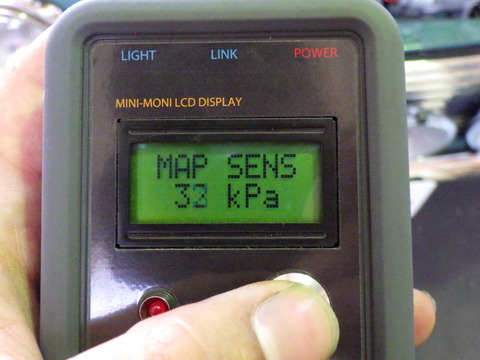 LIGHT LINK POWER
MINI-MONI LCD DISPLAY
MAP SENS
32 kPa